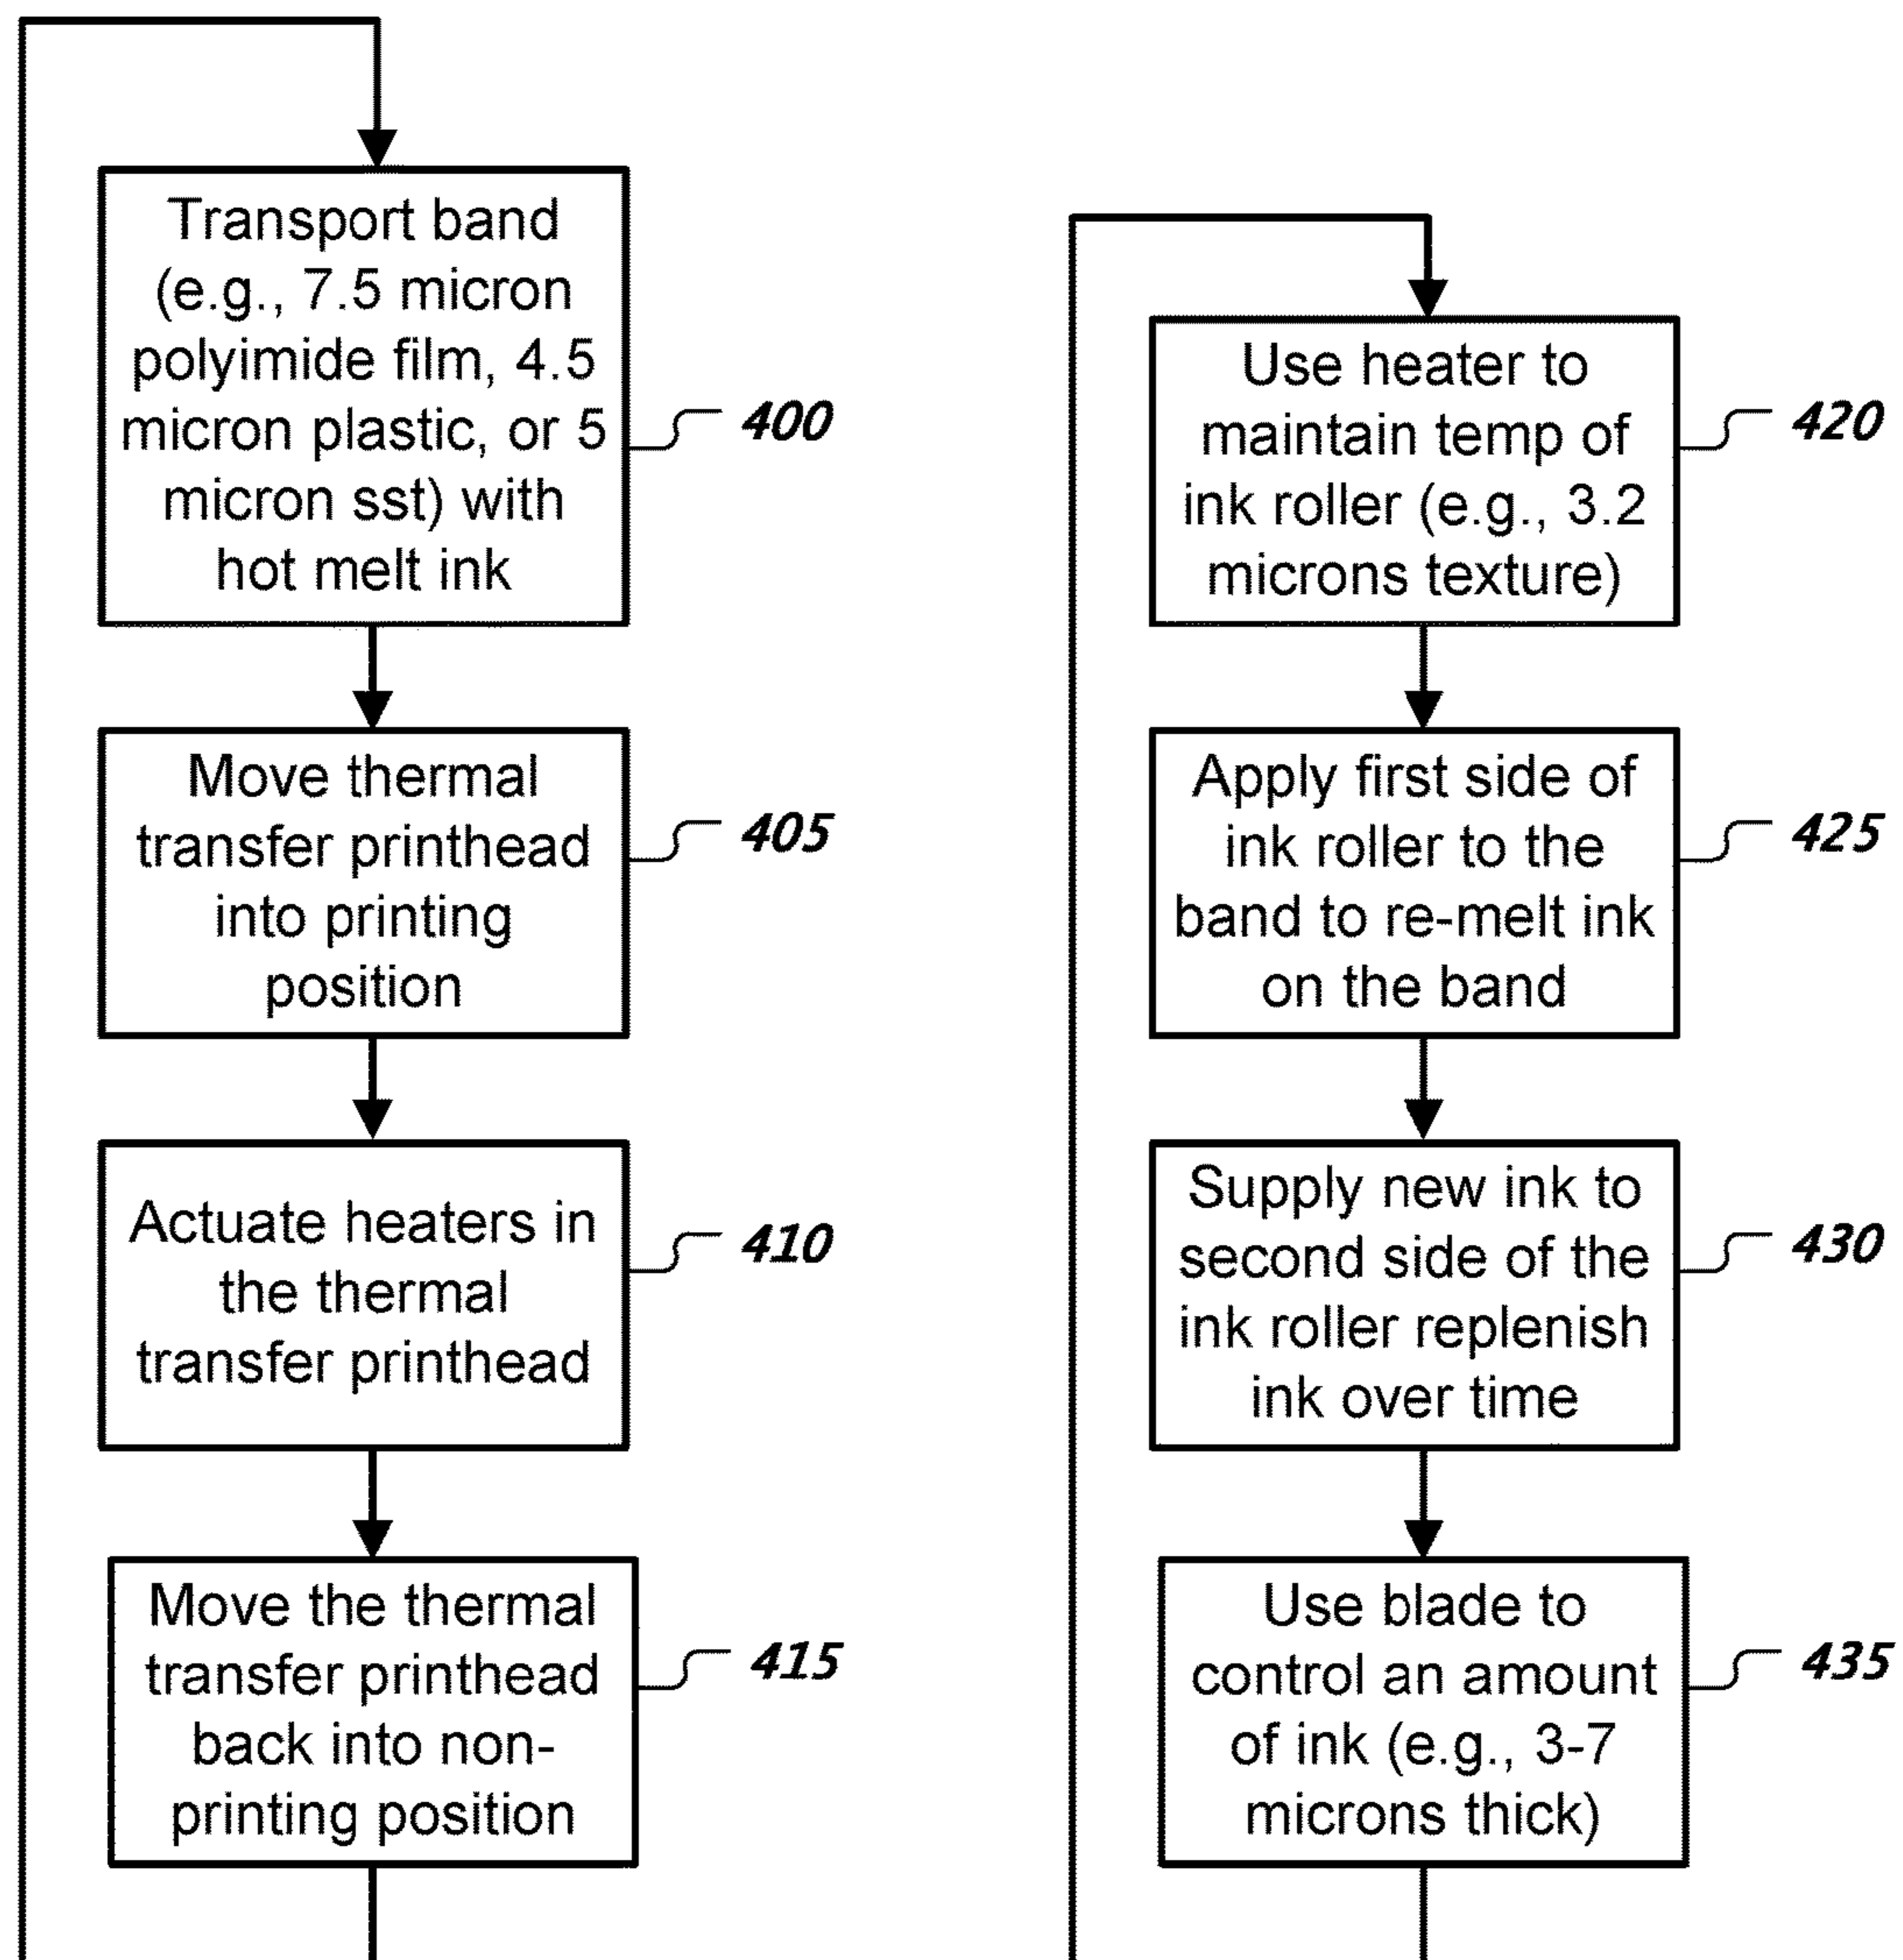 Transport band
(e.g., 7.5 micron
polyimide film, 4.5
micron plastic, or 5
micron sst) with
hot melt ink
400
Move thermal
transfer printhead
into printing
position
405
Actuate heaters in
the thermal
transfer printhead
410
Move the thermal
transfer printhead
back into non-
printing position
415
Use heater to
maintain temp of
ink roller (e.g., 3.2
microns texture)
420
Apply first side of
ink roller to the
band to re-melt ink
on the band
425
Supply new ink to
second side of the
ink roller replenish
ink over time
430
Use blade to
control an amount
of ink (e.g., 3-7
microns thick)
435